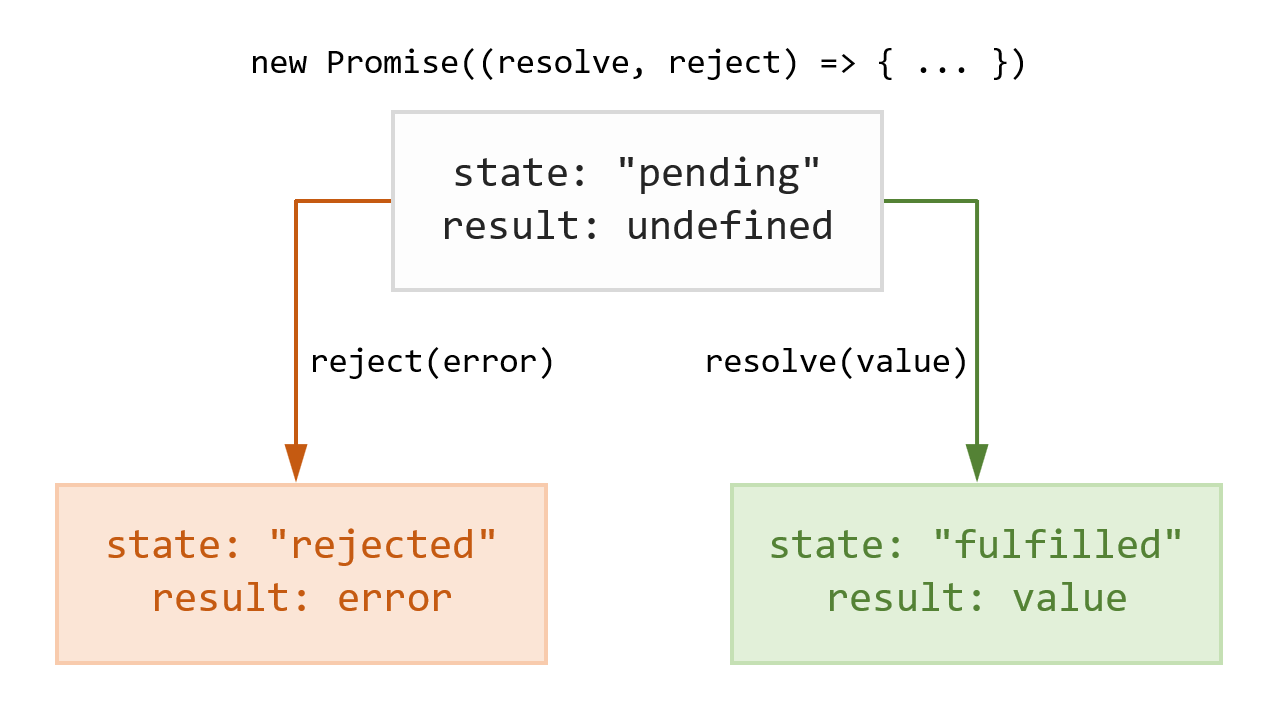 new Promise((resolve, reject) => { ... })
state: "pending"
result: undefined
reject(error)
resolve(value)
state: "rejected"
result: error
state: "fulfilled"
result: value